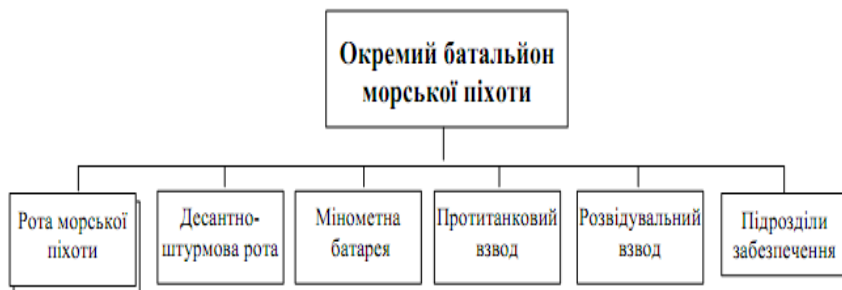 Окремий батальйон
морської піхоти
Рота морської
піхоти
Десантно-
штурмова рота
Мінометна
батарея
Протитанковий
взвод
Розвідувальний
взвод
Підрозділи
забезпечення